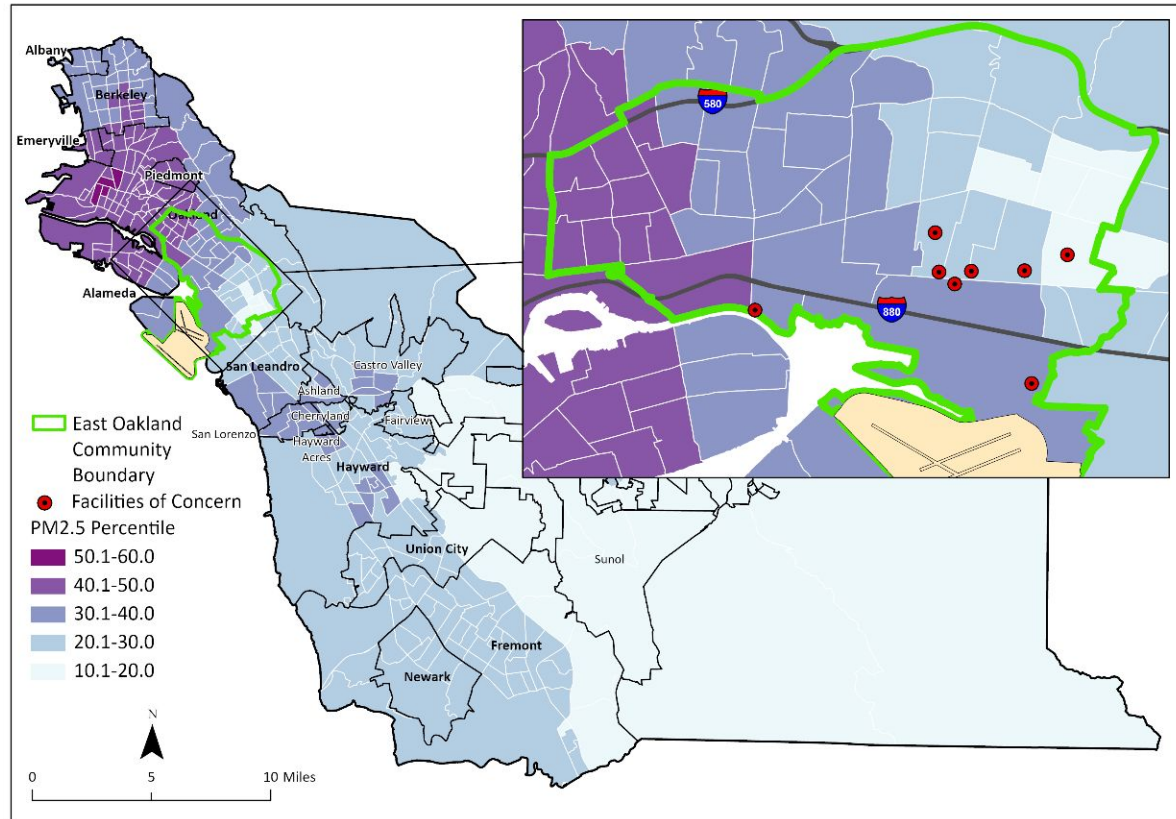 Albany
Berkeley
Emeryville
Piedmont
Oakland
Alameda
San Leandro
Castro Valley
Ashland
Cherryland
Fairview
San Lorenzo
Hayward
Acres
Hayward
Union City
Sunol
Fremont
Newark
580
880
East Oakland
Community
Boundary
Facilities of Concern
PM2.5 Percentile
50.1-60.0
40.1-50.0
30.1-40.0
20.1-30.0
10.1-20.0
N
0 5 10 Miles